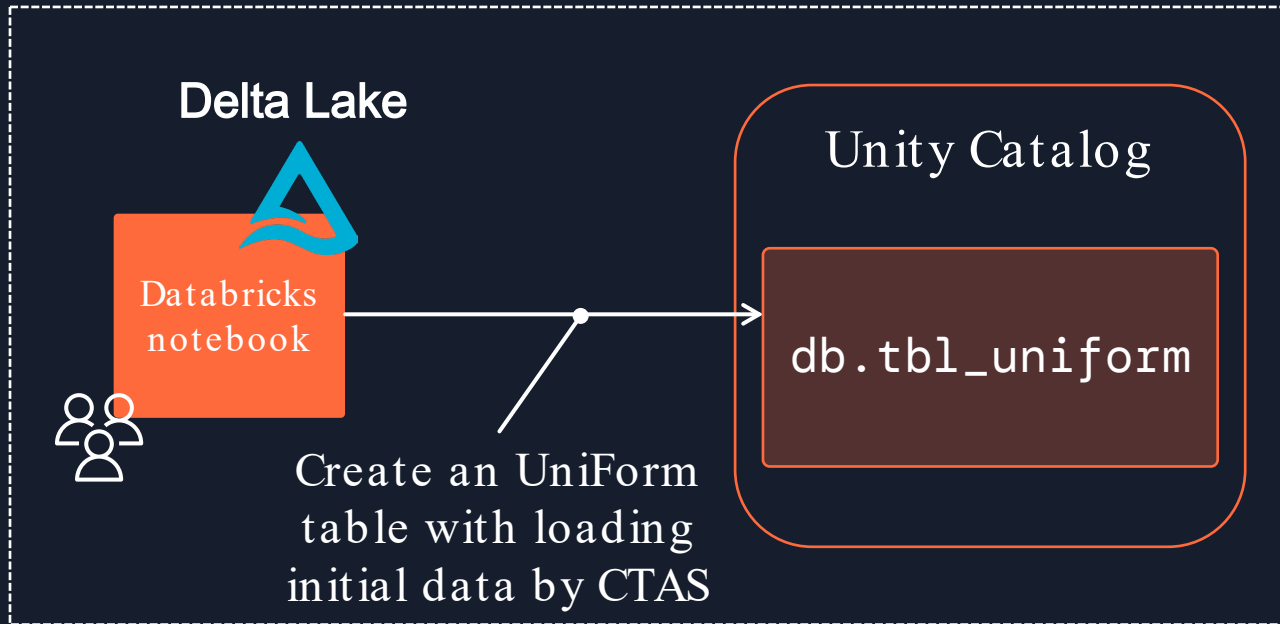 Delta Lake
Databricks
notebook
Create an UniForm
table with loading
initial data by CTAS
Unity Catalog
db.tbl_uniform